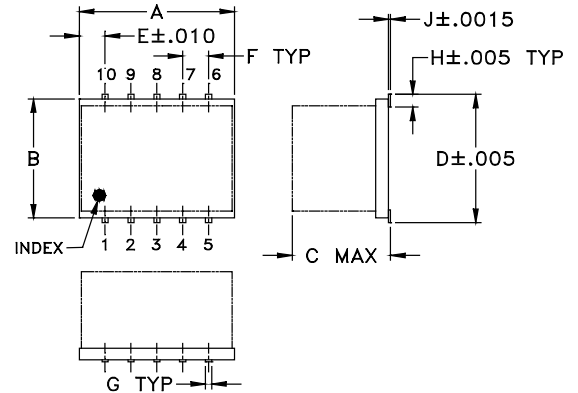 A
E±.010
J±.0015
F TYP
H±.005 TYP
10 9 8 7 6
B
D±.005
INDEX
1 2 3 4 5
C MAX
G TYP